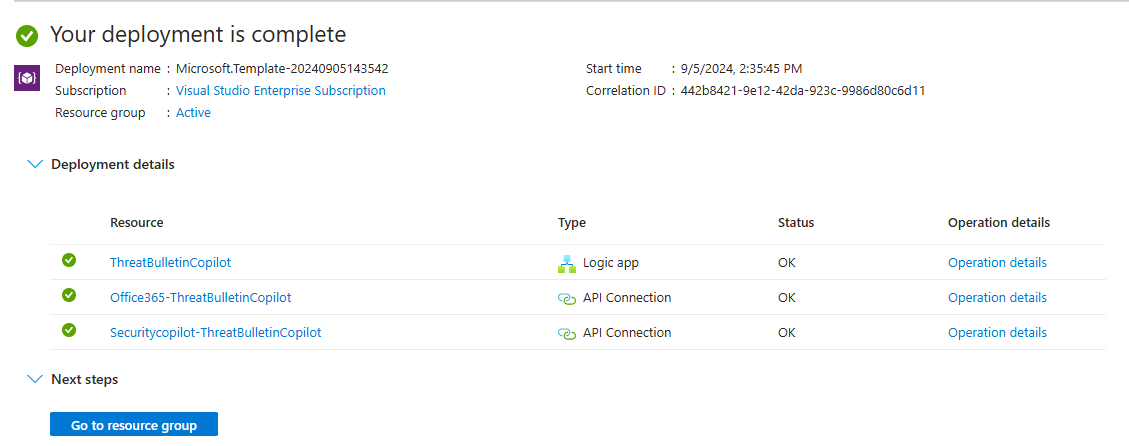 Your deployment is complete
Deployment name : Microsoft.Template-20240905143542 Start time : 9/5/2024, 2:35:45 PM
Subscription : Visual Studio Enterprise Subscription Correlation ID : 442b8421-9e12-42da-923c-9986d80c6d11
Resource group : Active
Deployment details
Resource Type Status Operation details
ThreatBulletinCopilot Logic app OK Operation details
Office365-ThreatBulletinCopilot API Connection OK Operation details
Securitycopilot-ThreatBulletinCopilot API Connection OK Operation details
Next steps
Go to resource group